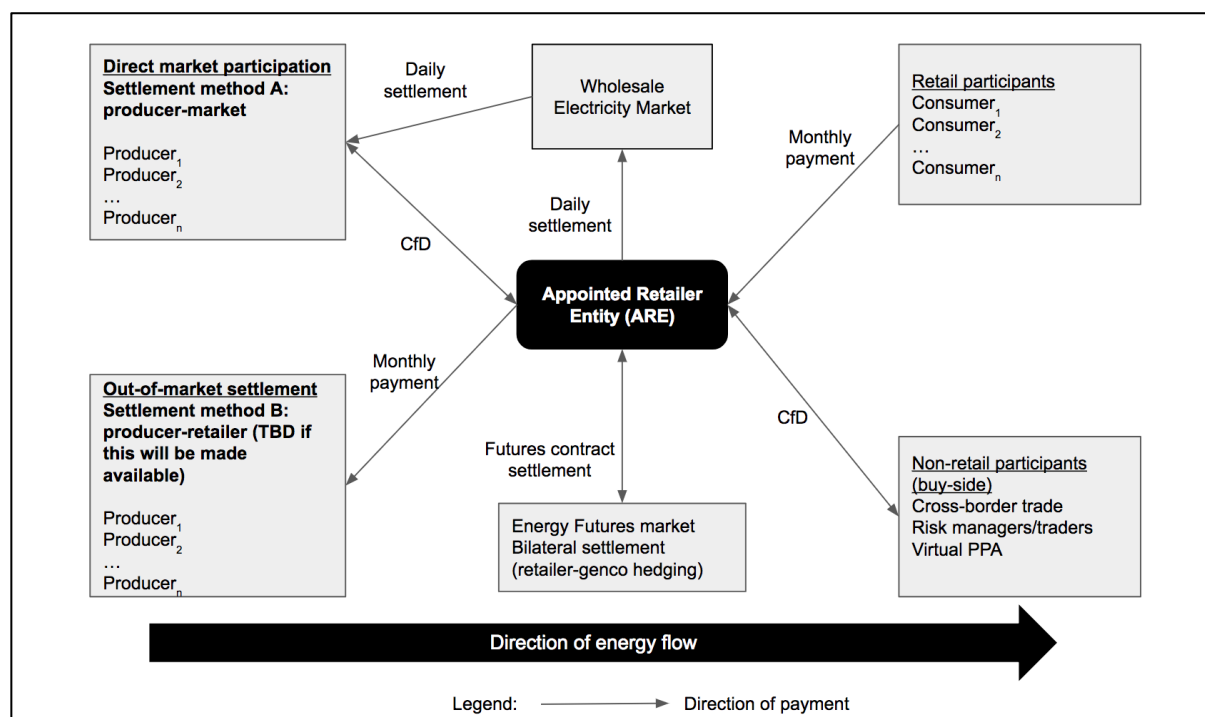 Direct market participation
Settlement method A:
producer-market
Producer1
Producer2
…
Producern
Daily
settlement
Wholesale
Electricity Market
Retail participants
Consumer1
Consumer2
…
Consumern
Monthly
payment
Daily
settlement
CfD
Appointed Retailer
Entity (ARE)
Monthly
payment
Out-of-market settlement
Settlement method B:
producer-retailer (TBD if
this will be made
available)
Producer1
Producer2
…
Producern
Futures contract
settlement
CfD
Energy Futures market
Bilateral settlement
(retailer-genco hedging)
Non-retail participants
(buy-side)
Cross-border trade
Risk managers/traders
Virtual PPA
Direction of energy flow
Legend:
Direction of payment